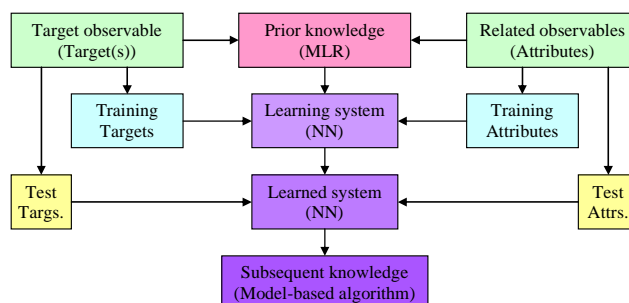 Target observable
(Target(s))
Prior knowledge
(MLR)
Related observables
(Attributes)
Training
Targets
Learning system
(NN)
Training
Attributes
Test
Targs.
Learned system
(NN)
Test
Attrs.
Subsequent knowledge
(Model-based algorithm)